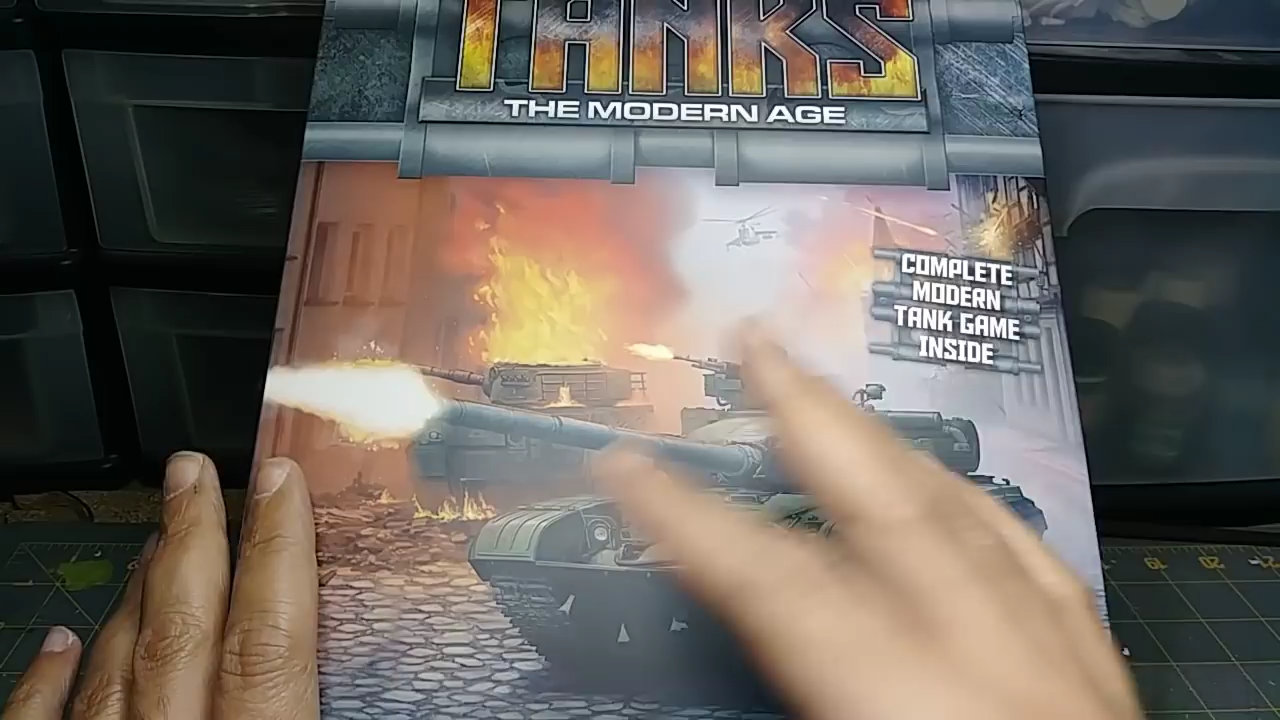 TANKS
THE MODERN AGE
COMPLETE
MODERN
TANK GAME
INSIDE